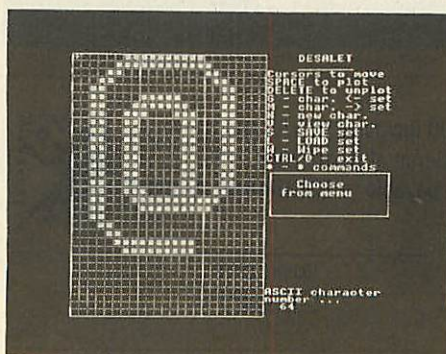 DESALET
Cursors to move
SPACE to plot
DELETE to unplot
- char. <- set
- char. -> set
- new char.
- view char.
- SAVE set
- LOAD set
- Wipe set
CTRL/@ - exit
* - * commands
Choose
from menu
ASCII character
number ...
64